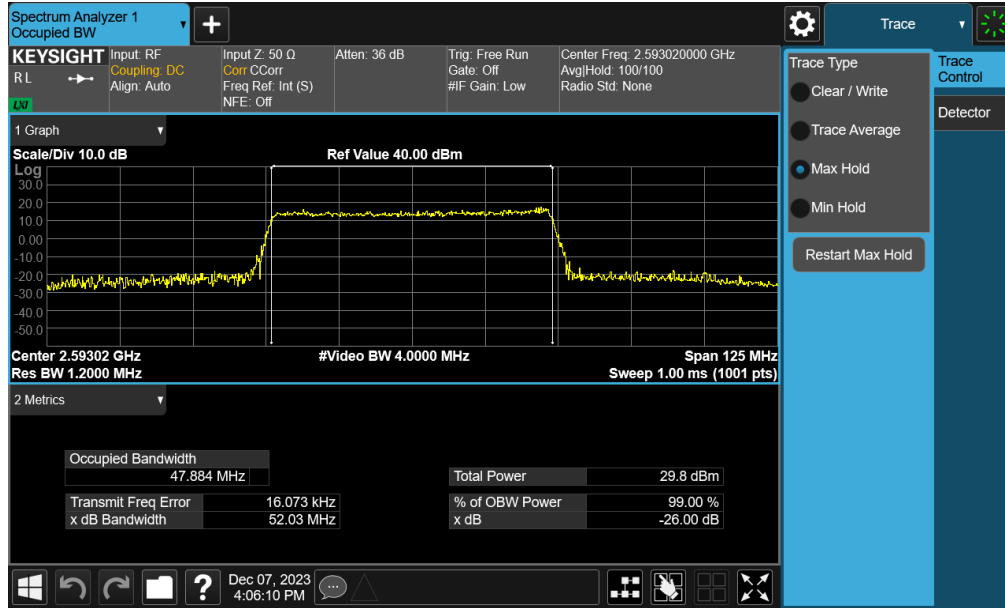 Spectrum Analyzer 1
Occupied BW
+
Trace
KEYSIGHT
R L
LXI
Input: RF
Coupling: DC
Align: Auto
Input Z: 50 Ω
Corr CCorr
Freq Ref: Int (S)
NFE: Off
Atten: 36 dB
Trig: Free Run
Gate: Off
#IF Gain: Low
Center Freq: 2.593020000 GHz
Avg|Hold: 100/100
Radio Std: None
1 Graph
Scale/Div 10.0 dB
Ref Value 40.00 dBm
Log
30.0
20.0
10.0
0.00
-10.0
-20.0
-30.0
-40.0
-50.0
Center 2.59302 GHz
#Video BW 4.0000 MHz
Span 125 MHz
Res BW 1.2000 MHz
Sweep 1.00 ms (1001 pts)
2 Metrics
Occupied Bandwidth
47.884 MHz
Total Power 29.8 dBm
Transmit Freq Error 16.073 kHz
% of OBW Power 99.00 %
x dB Bandwidth 52.03 MHz
x dB -26.00 dB
Trace Type
Clear / Write
Trace Average
Max Hold
Min Hold
Restart Max Hold
Trace
Control
Detector
?
Dec 07, 2023
4:06:10 PM